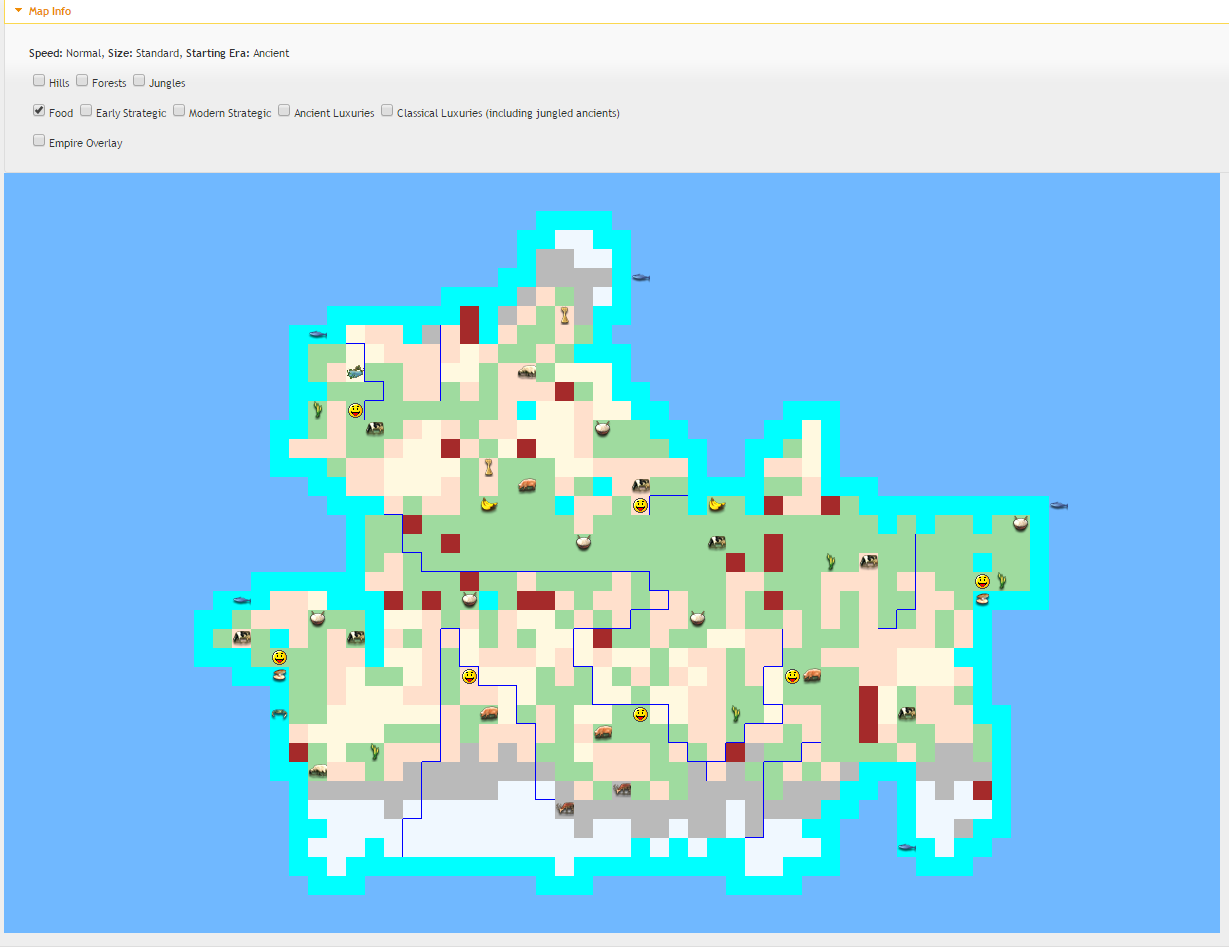 Map Info
Speed: Normal, Size: Standard, Starting Era: Ancient
Hills Forests Jungles
Food Early Strategic Modern Strategic Ancient Luxuries Classical Luxuries (including jungled ancients)
Empire Overlay